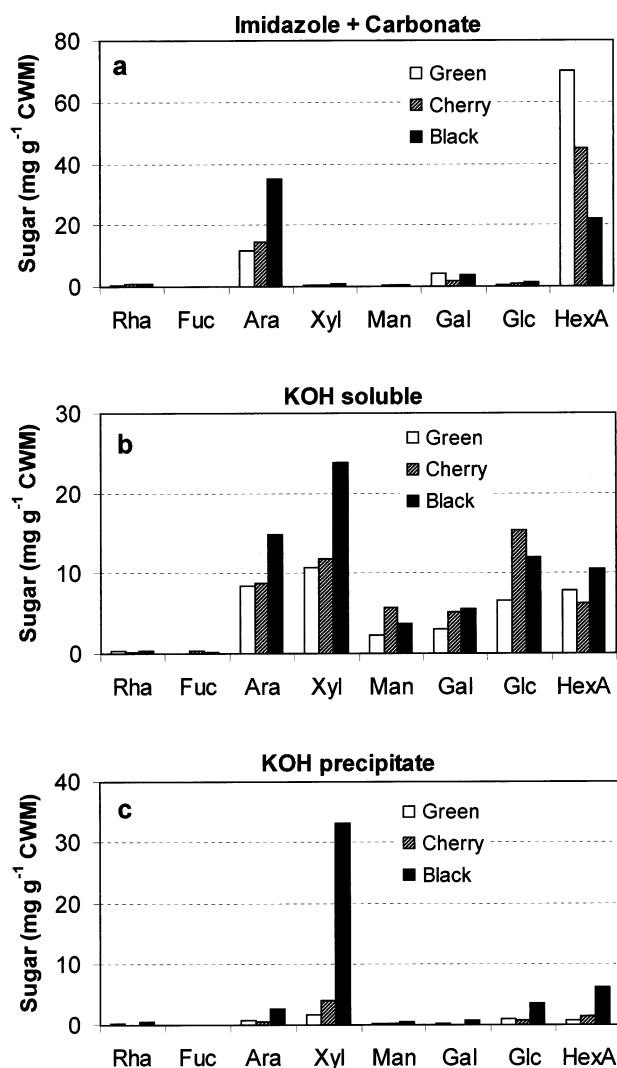 Imidazole + Carbonate
Sugar (mg g⁻¹ CWM)
80
60
40
20
0
a
Green
Cherry
Black
Rha Fuc Ara Xyl Man Gal Glc HexA
KOH soluble
Sugar (mg g⁻¹ CWM)
30
20
10
0
b
Green
Cherry
Black
Rha Fuc Ara Xyl Man Gal Glc HexA
KOH precipitate
Sugar (mg g⁻¹ CWM)
40
30
20
10
0
c
Green
Cherry
Black
Rha Fuc Ara Xyl Man Gal Glc HexA